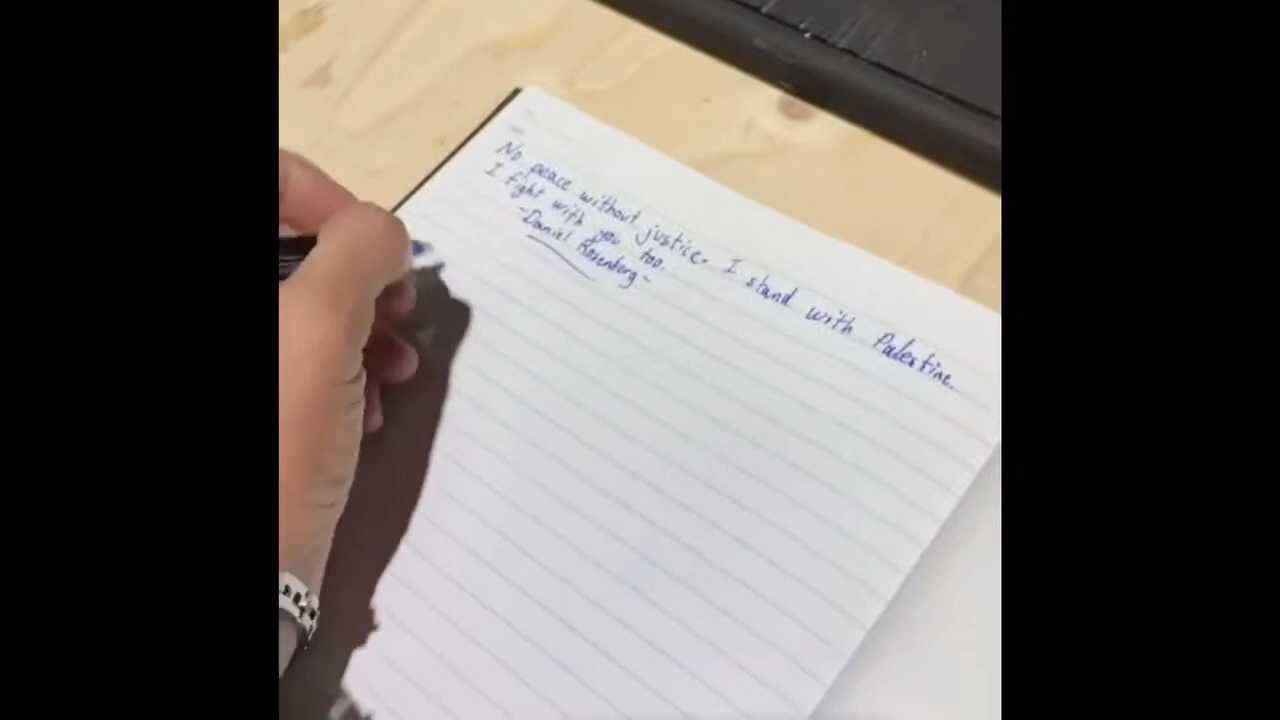 No peace without justice. I stand with Palestine.
I fight with you too.
-Daniel Rosenberg-